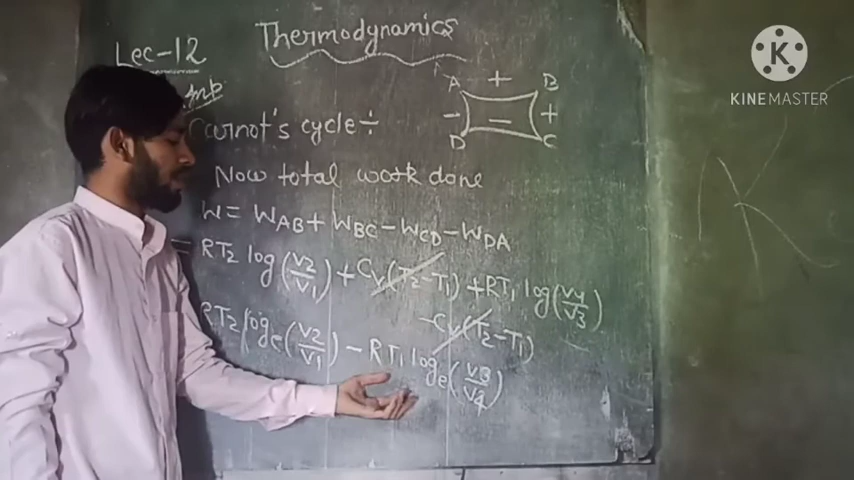 Thermodynamics
Lec-12
Imp
Carnot's cycle ÷
A + B
- - +
D C
Now total work done
W = WAB + WBC - WCD - WDA
= RT2 log (V2/V1) + Cv (T2-T1) + RT1 log (V4/V3)
- Cv (T2-T1)
RT2 loge (V2/V1) - RT1 loge (V3/V4)
K
KINEMASTER